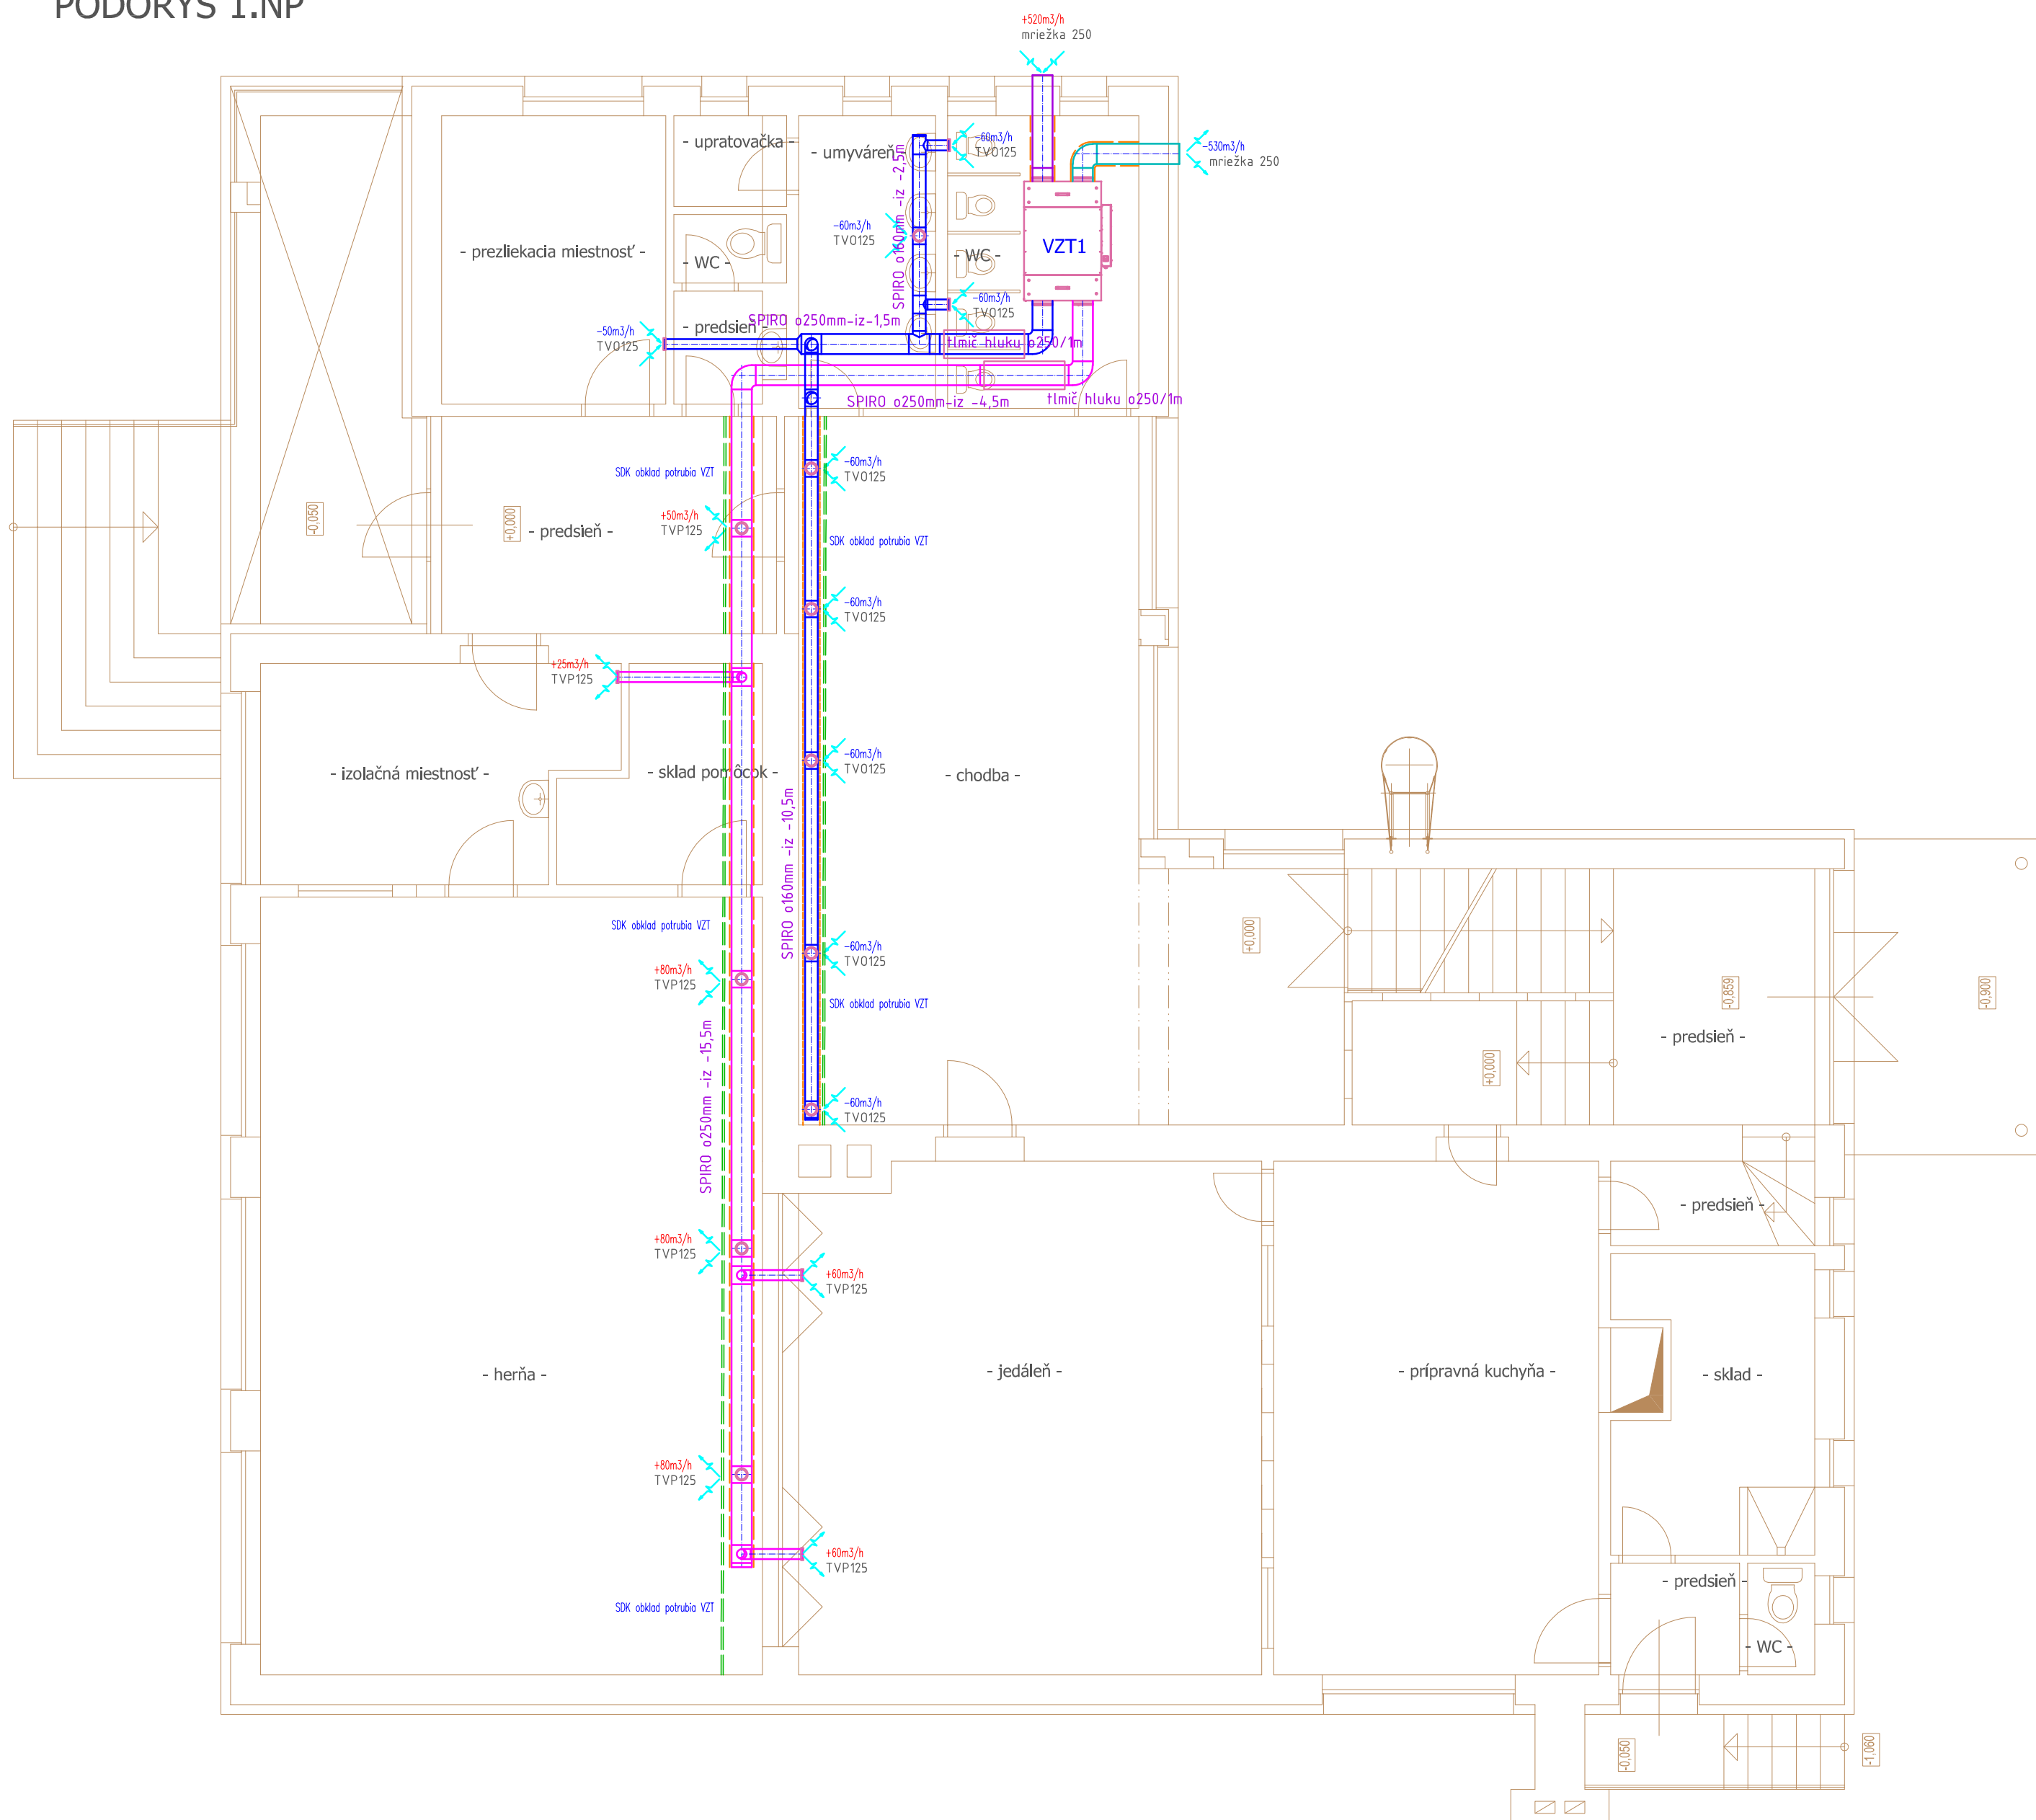 PÔDORYS 1.NP
+520m3/h
mriežka 250
-530m3/h
mriežka 250
- upratovačka -
- umyváreň -
-60m3/h
TVO125
SPIRO o160mm -iz -2,5m
-60m3/h
TVO125
- prezliekacia miestnosť -
- WC -
- WC -
VZT1
-60m3/h
TVO125
SPIRO o250mm-iz-1,5m
- predsieň -
-50m3/h
TVO125
tlmič hluku o250/1m
SPIRO o250mm-iz -4,5m
tlmič hluku o250/1m
SDK obklad potrubia VZT
-60m3/h
TVO125
-0,050
+0,000
- predsieň -
+50m3/h
TVP125
SDK obklad potrubia VZT
-60m3/h
TVO125
+25m3/h
TVP125
- izolačná miestnosť -
- sklad pomôcok -
-60m3/h
TVO125
- chodba -
SPIRO o160mm -iz -10,5m
SDK obklad potrubia VZT
-60m3/h
TVO125
+0,000
+80m3/h
TVP125
SDK obklad potrubia VZT
-0,859
-0,900
- predsieň -
+0,000
SPIRO o250mm -iz -15,5m
-60m3/h
TVO125
- predsieň -
+80m3/h
TVP125
+60m3/h
TVP125
- herňa -
- jedáleň -
- prípravná kuchyňa -
- sklad -
+80m3/h
TVP125
+60m3/h
TVP125
- predsieň -
SDK obklad potrubia VZT
- WC -
-0,050
-1,060